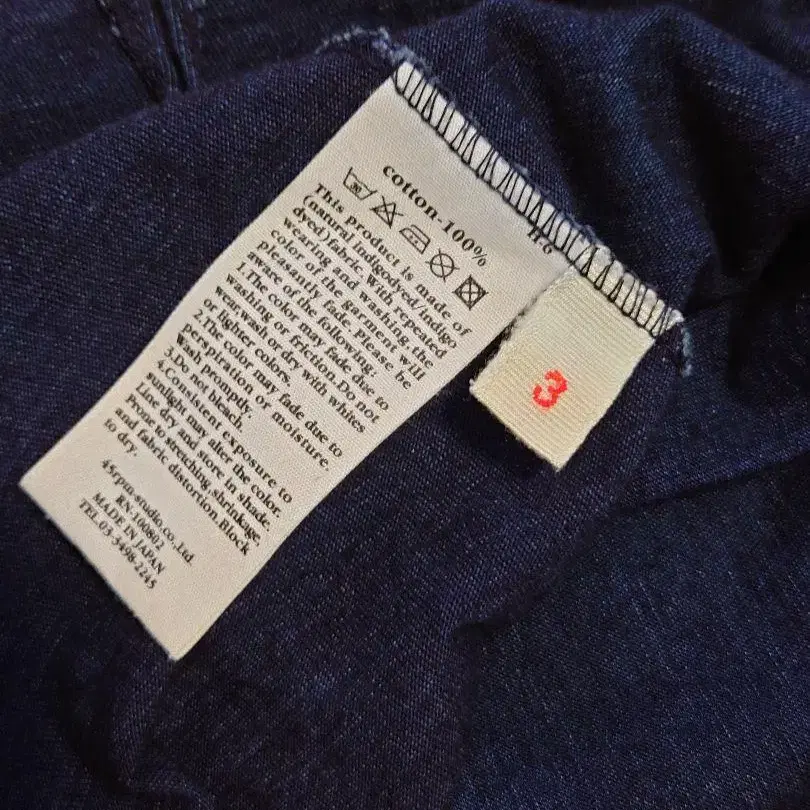 cotton-100%
This product is made of
(natural indigodyed/indigo
dyed)fabric. With repeated
wearing and washing, the
color of the garment will
pleasantly fade. please be
aware of the following.
1.The color may fade due to
washing or friction.Do not
wear,wash or dry with whites
or lighter colors.
2.The color may fade due to
perspiration or moisture.
Wash promptly.
3.Do not bleach.
4.Consistent exposure to
sunlight may alter the color.
Line dry and store in shade.
Prone to stretching shrinkage,
and fabric distortion.Block
to dry.
45rpm-studio co.,Ltd.
RN-100802
MADE IN JAPAN
TEL.03-3498-2245
3